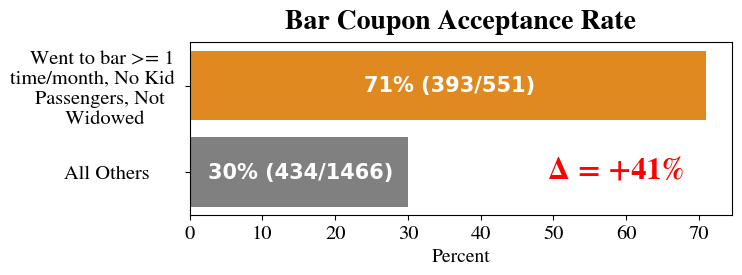 Bar Coupon Acceptance Rate
Went to bar >= 1
time/month, No Kid
Passengers, Not
Widowed
71% (393/551)
All Others
30% (434/1466)
Δ = +41%
0 10 20 30 40 50 60 70
Percent